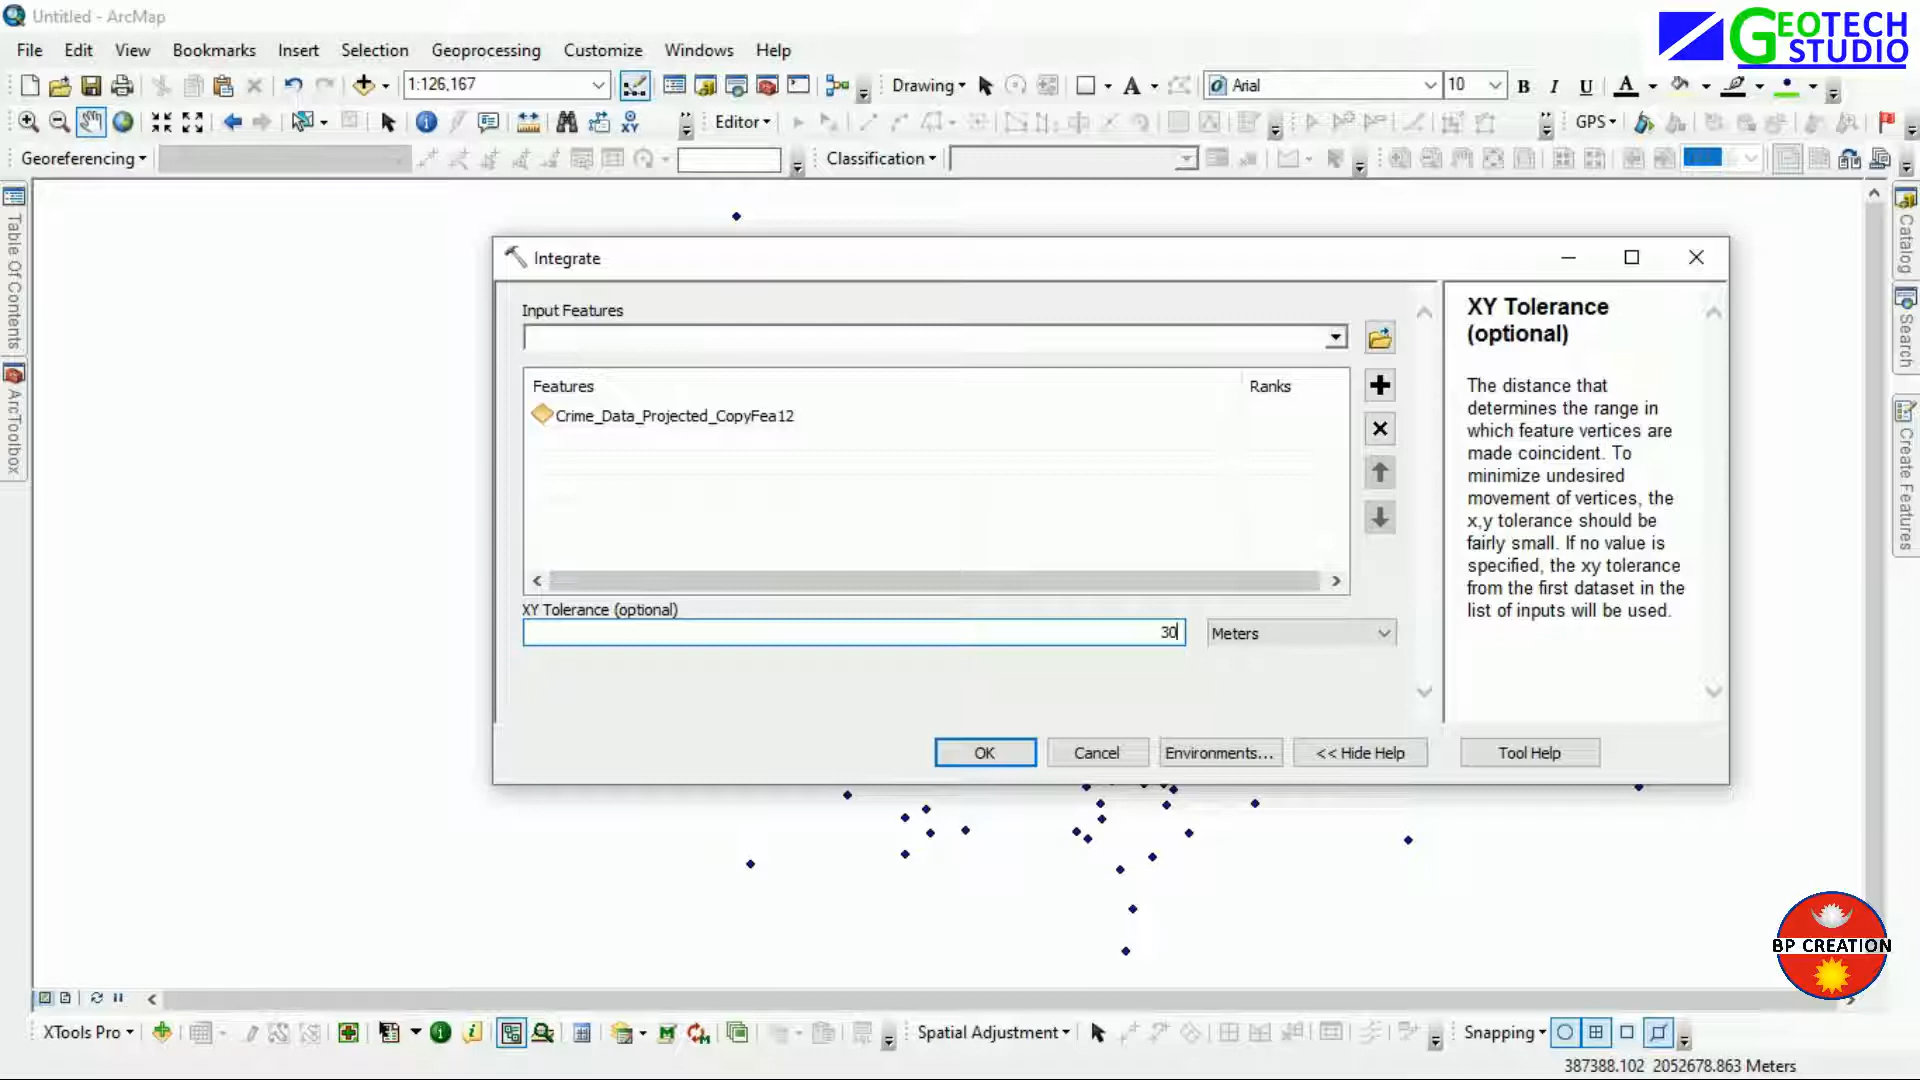 Untitled - ArcMap
GEOTECH
STUDIO
File Edit View Bookmarks Insert Selection Geoprocessing Customize Windows Help
1:126,167 Drawing Arial 10 B I U A
XY Editor GPS
Georeferencing Classification
Table Of Contents
ArcToolbox
Catalog
Search
Create Features
Integrate
Input Features
Features Ranks
Crime_Data_Projected_CopyFea12
XY Tolerance (optional)
30 Meters
OK Cancel Environments... << Hide Help Tool Help
XY Tolerance
(optional)
The distance that
determines the range in
which feature vertices are
made coincident. To
minimize undesired
movement of vertices, the
x,y tolerance should be
fairly small. If no value is
specified, the xy tolerance
from the first dataset in the
list of inputs will be used.
BP CREATION
XTools Pro Spatial Adjustment Snapping
387388.102 2052678.863 Meters